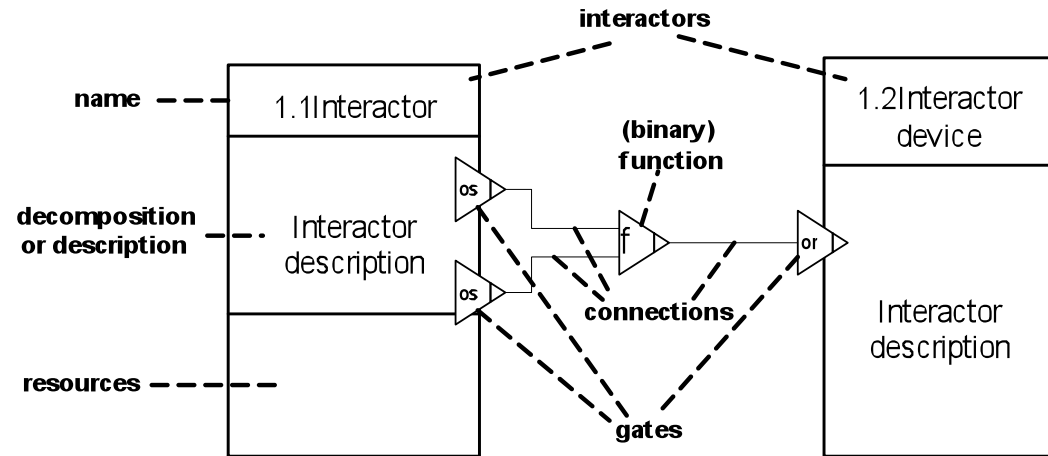 interactors
name
1.1Interactor
1.2Interactor
device
(binary)
function
os
decomposition
or description
Interactor
description
f
or
os
connections
Interactor
description
resources
gates